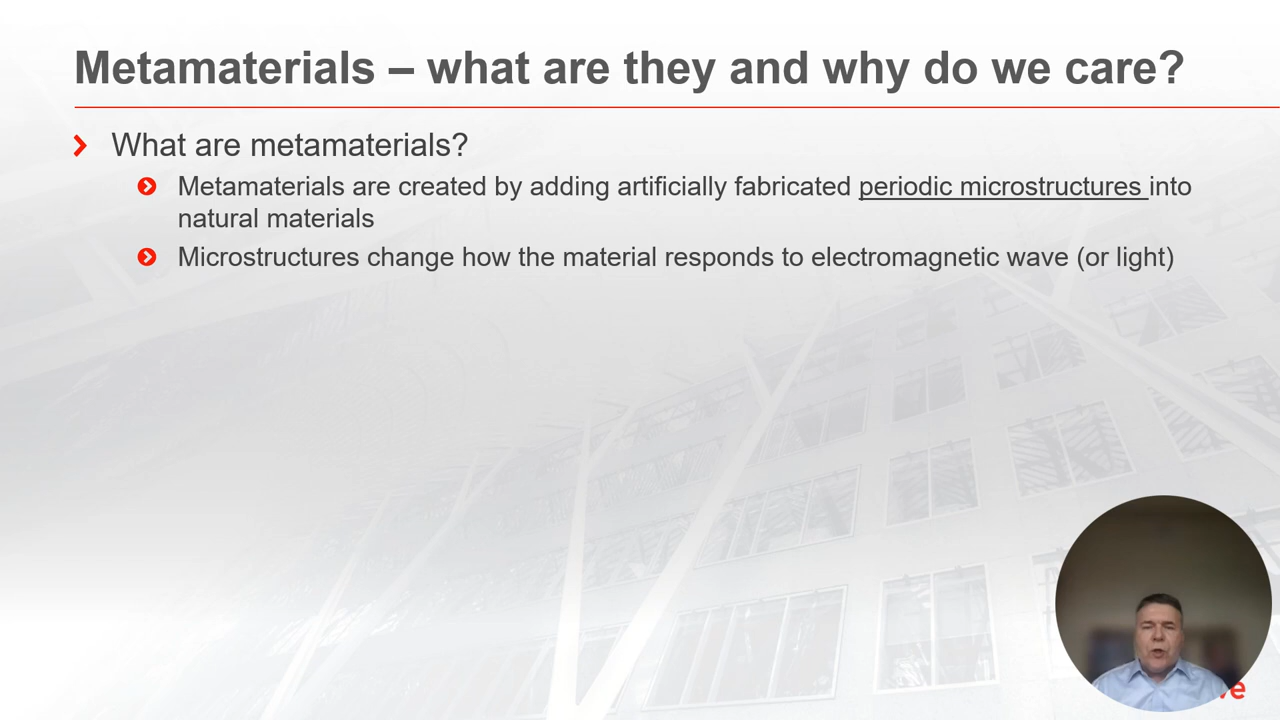 Metamaterials – what are they and why do we care?
What are metamaterials?
Metamaterials are created by adding artificially fabricated periodic microstructures into
natural materials
Microstructures change how the material responds to electromagnetic wave (or light)